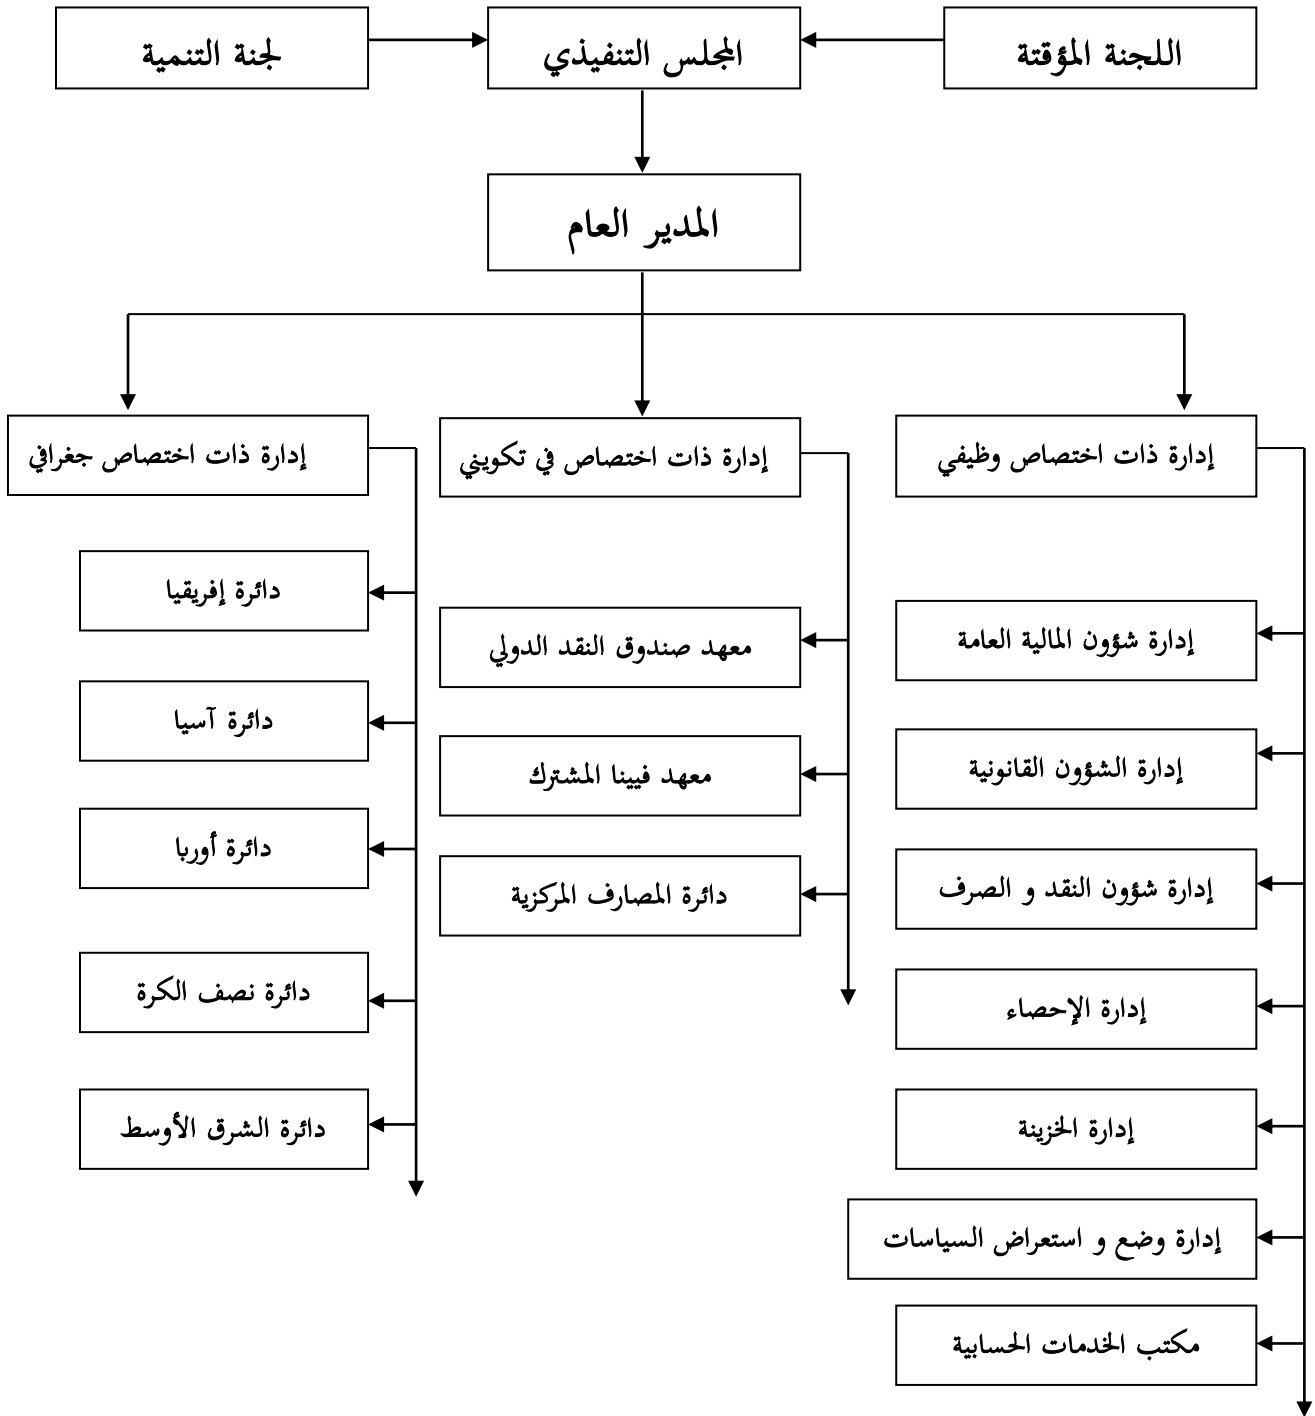 اللجنة المؤقتة
المجلس التنفيذي
لجنة التنمية
المدير العام
إدارة ذات اختصاص وظيفي
إدارة ذات اختصاص في تكويني
إدارة ذات اختصاص جغرافي
إدارة شؤون المالية العامة
إدارة الشؤون القانونية
إدارة شؤون النقد و الصرف
إدارة الإحصاء
إدارة الخزينة
إدارة وضع و استعراض السياسات
مكتب الخدمات الحسابية
معهد صندوق النقد الدولي
معهد فيينا المشترك
دائرة المصارف المركزية
دائرة إفريقيا
دائرة آسيا
دائرة أوربا
دائرة نصف الكرة
دائرة الشرق الأوسط